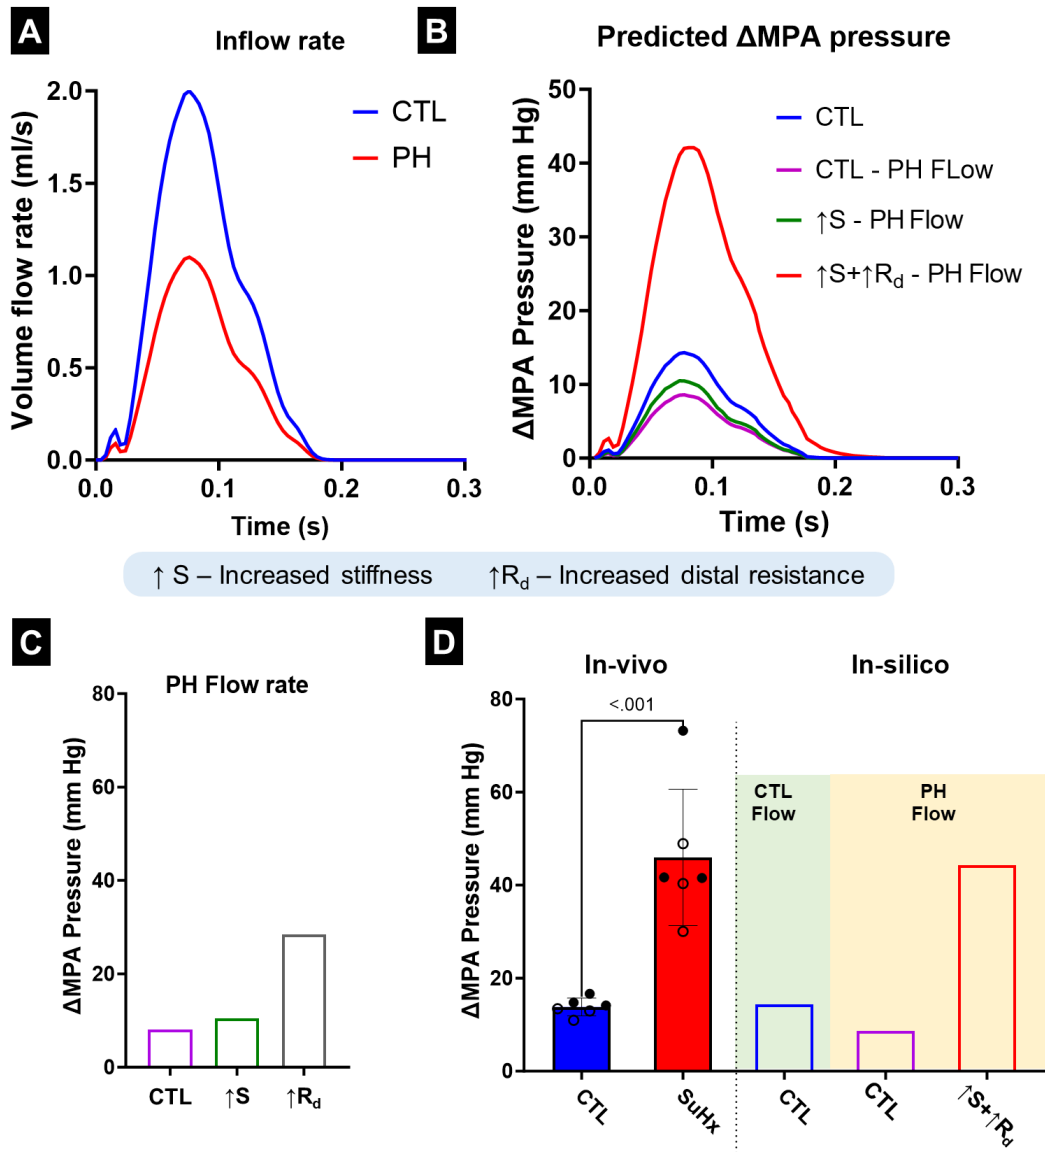 A
Inflow rate
Volume flow rate (ml/s)
2.0
1.5
1.0
0.5
0.0
0.0 0.1 0.2 0.3
Time (s)
CTL
PH
B
Predicted ΔMPA pressure
ΔMPA Pressure (mm Hg)
50
40
30
20
10
0
0.0 0.1 0.2 0.3
Time (s)
CTL
CTL - PH FLow
↑S - PH Flow
↑S+↑Rd - PH Flow
↑ S – Increased stiffness ↑Rd – Increased distal resistance
C
PH Flow rate
ΔMPA Pressure (mm Hg)
80
60
40
20
0
CTL ↑S ↑Rd
D
In-vivo In-silico
ΔMPA Pressure (mm Hg)
80
60
40
20
0
<.001
CTL
Flow
PH
Flow
CTL SuHx CTL CTL ↑S+↑Rd